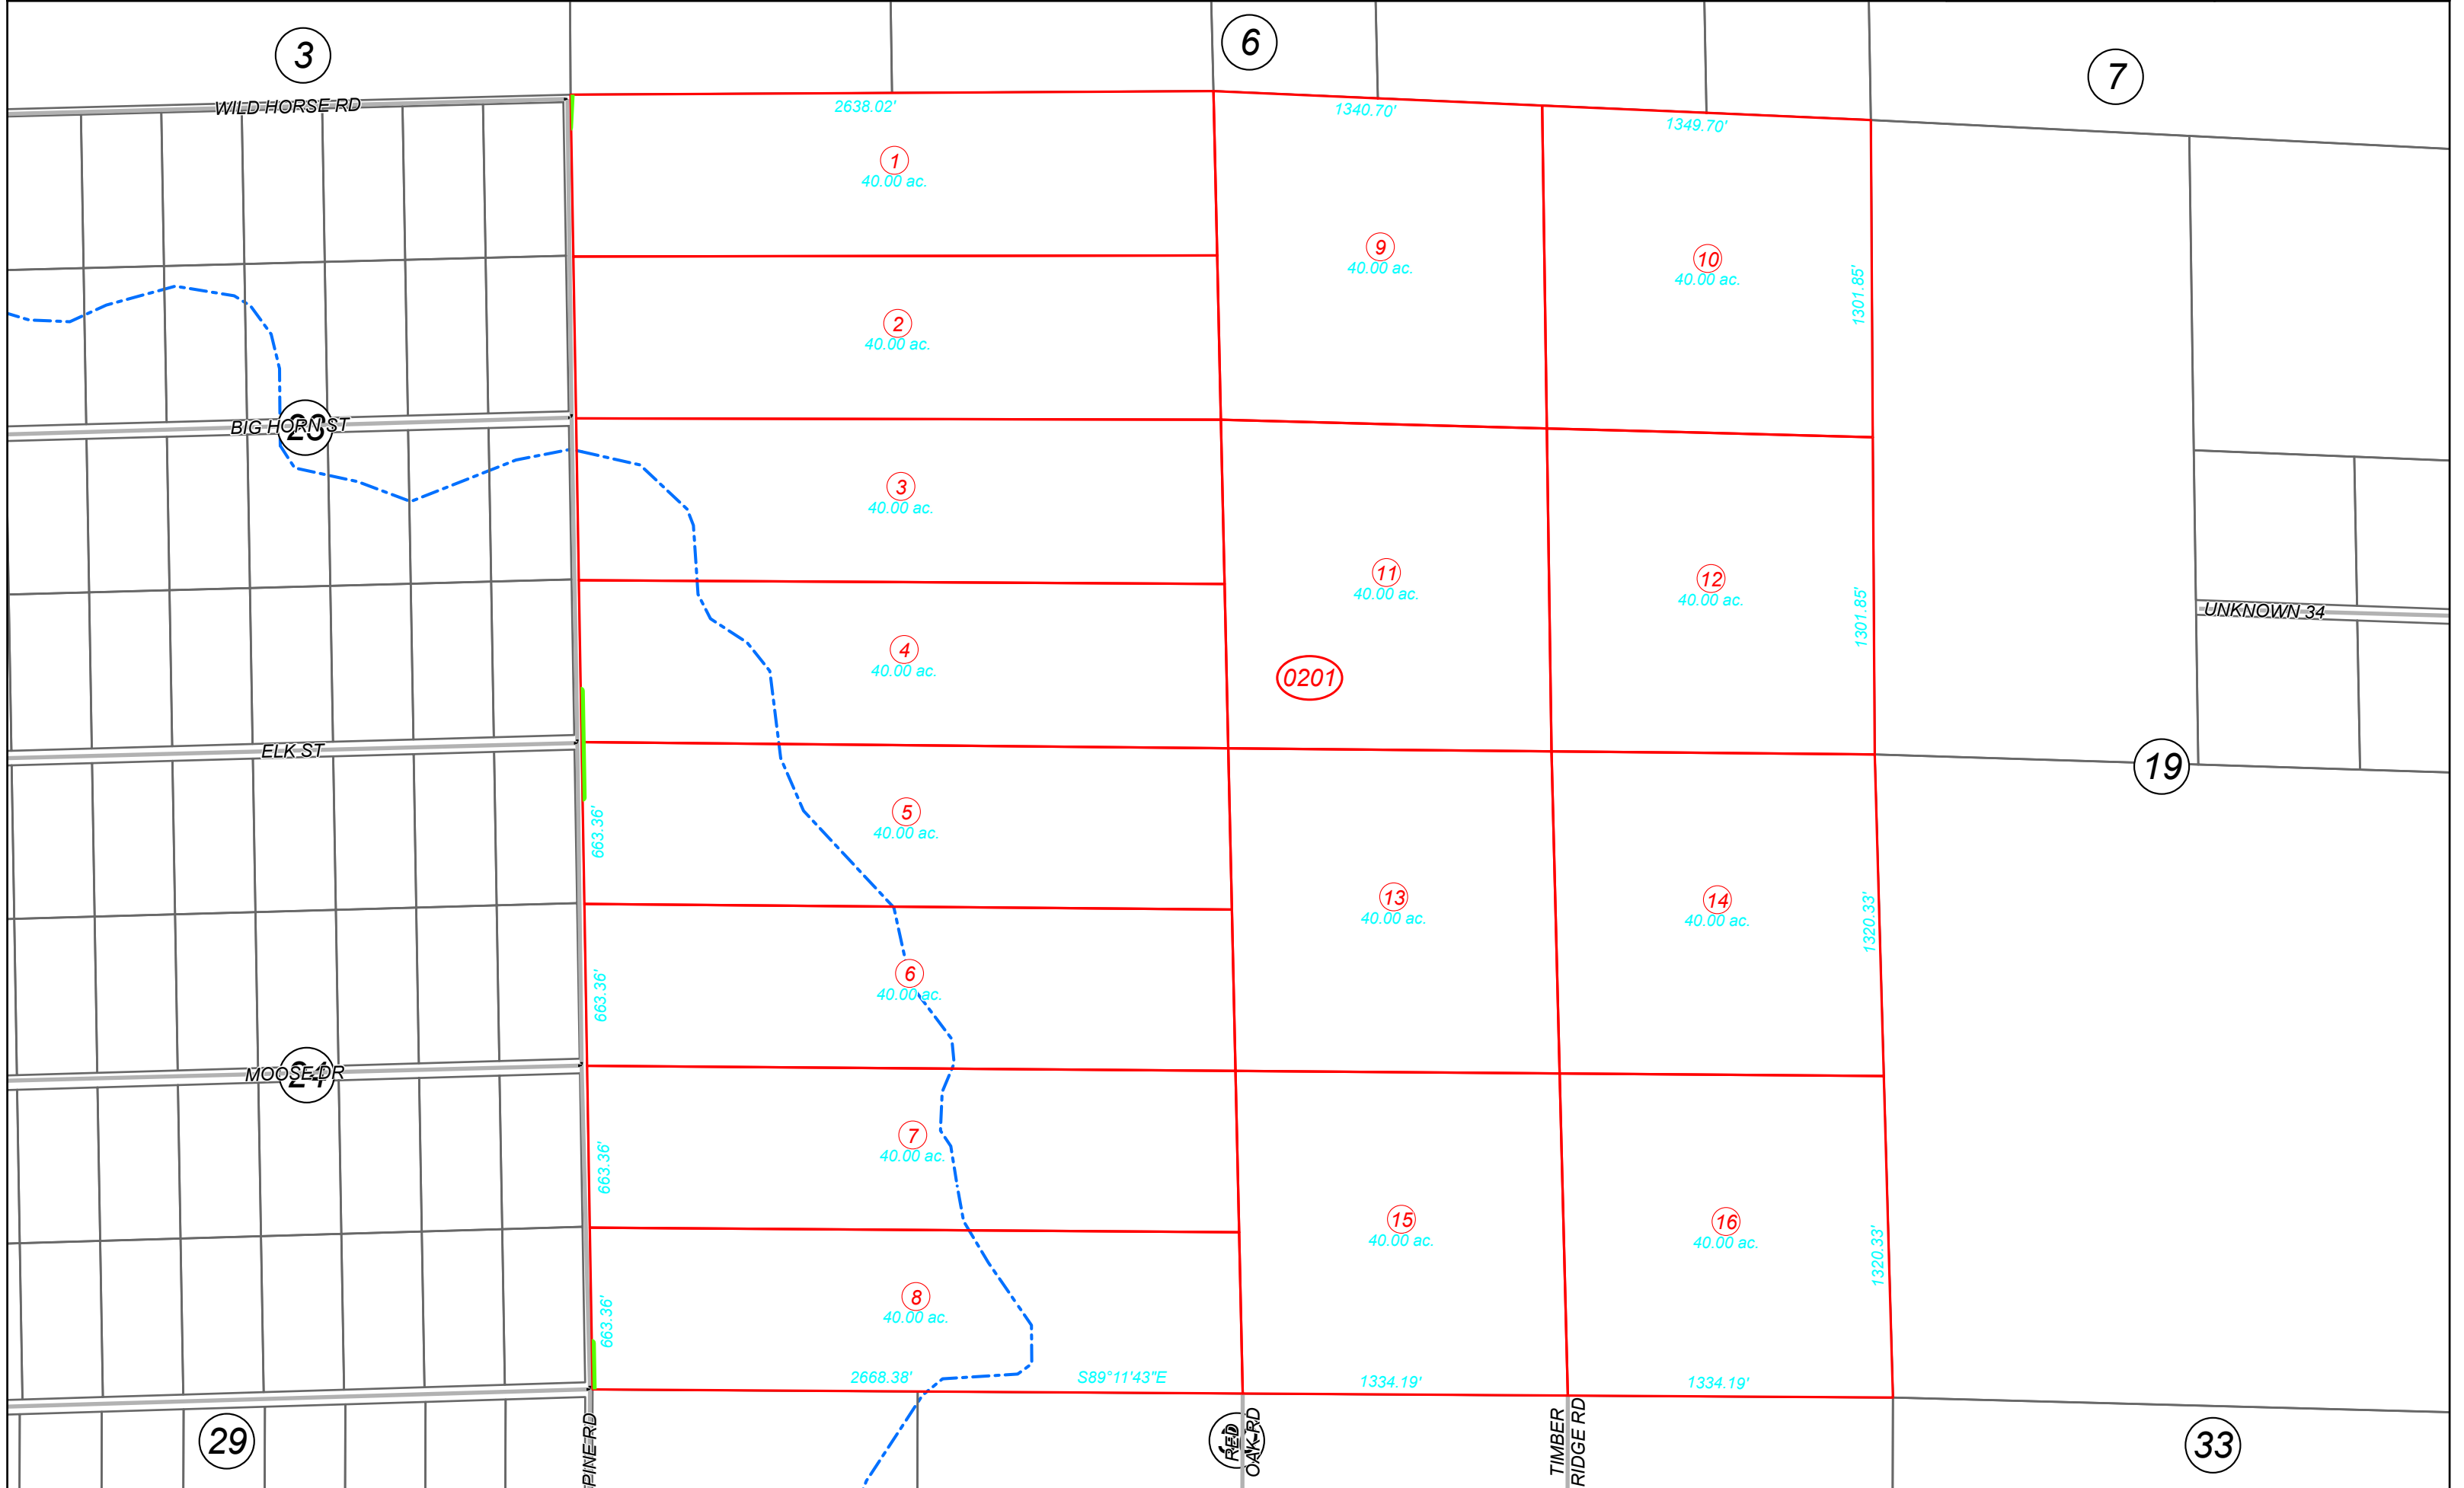 3
6
7
WILD HORSE RD
2638.02'
1340.70'
1349.70'
1
40.00 ac.
9
40.00 ac.
10
40.00 ac.
1301.85'
2
40.00 ac.
23
BIG HORN ST
3
40.00 ac.
11
40.00 ac.
12
40.00 ac.
1301.85'
UNKNOWN 34
4
40.00 ac.
0201
ELK ST
19
663.36'
5
40.00 ac.
13
40.00 ac.
14
40.00 ac.
1320.33'
663.36'
6
40.00 ac.
24
MOOSE DR
663.36'
7
40.00 ac.
15
40.00 ac.
16
40.00 ac.
1320.33'
663.36'
8
40.00 ac.
2668.38'
S89°11'43"E
1334.19'
1334.19'
29
PINE RD
RED
OAK RD
TIMBER
RIDGE RD
33